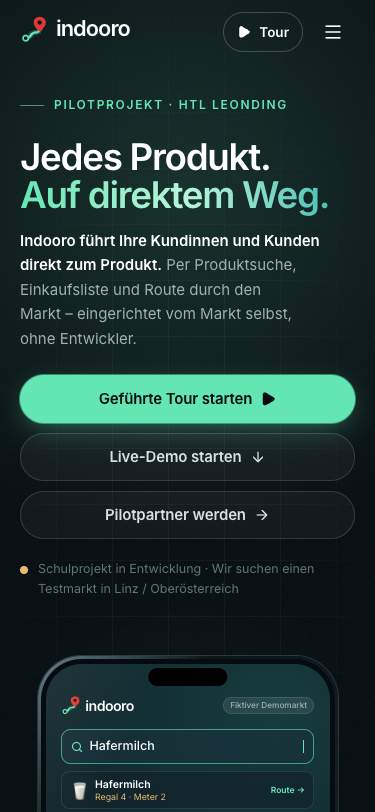 indooro
Tour
PILOTPROJEKT · HTL LEONDING
Jedes Produkt.
Auf direktem Weg.
Indooro führt Ihre Kundinnen und Kunden
direkt zum Produkt. Per Produktsuche,
Einkaufsliste und Route durch den
Markt – eingerichtet vom Markt selbst,
ohne Entwickler.
Geführte Tour starten
Live-Demo starten ↓
Pilotpartner werden →
Schulprojekt in Entwicklung · Wir suchen einen
Testmarkt in Linz / Oberösterreich
indooro
Fiktiver Demomarkt
Hafermilch
Hafermilch
Regal 4 · Meter 2
Route →